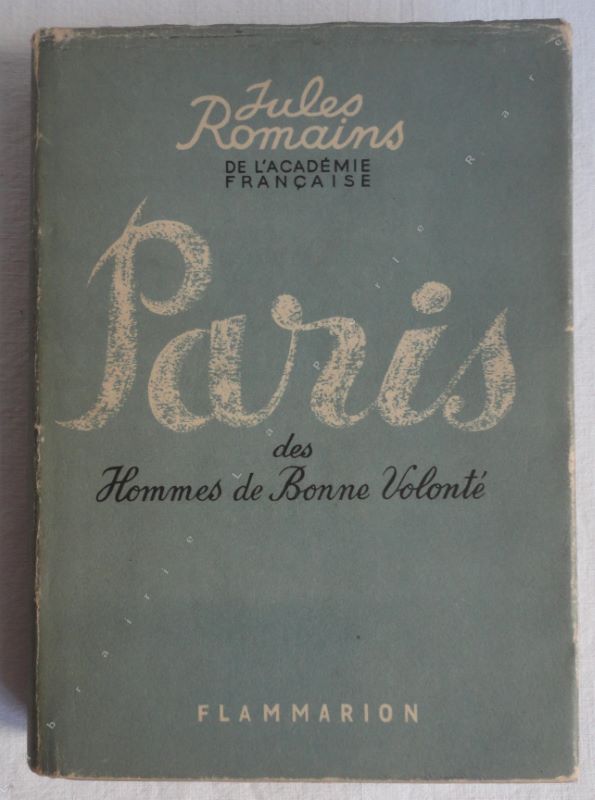 Jules
Romains
DE L'ACADÉMIE
FRANÇAISE
Paris
des
Hommes de Bonne Volonté
FLAMMARION